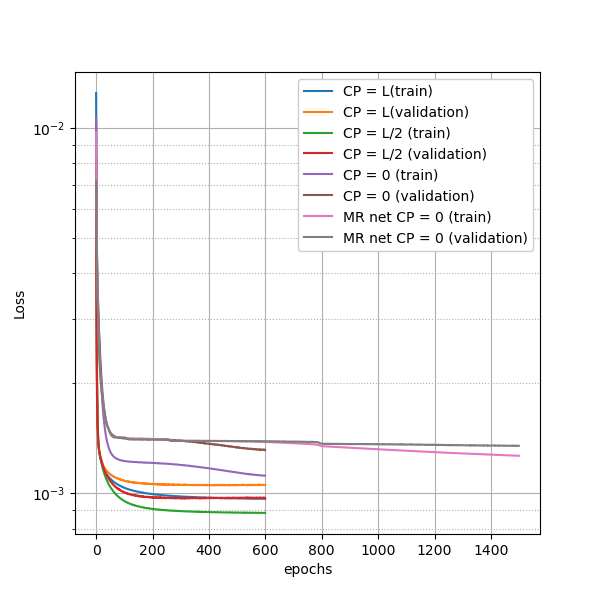 CP = L(train)
CP = L(validation)
CP = L/2 (train)
CP = L/2 (validation)
CP = 0 (train)
CP = 0 (validation)
MR net CP = 0 (train)
MR net CP = 0 (validation)
10⁻²
10⁻³
Loss
0 200 400 600 800 1000 1200 1400
epochs